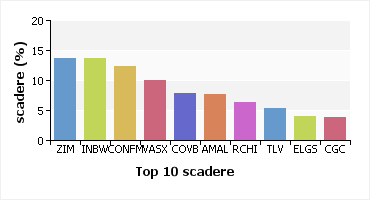 scadere (%)
20
15
10
5
0
ZIM INBW CONFM VASX COVB AMAL RCHI TLV ELGS CGC
Top 10 scadere